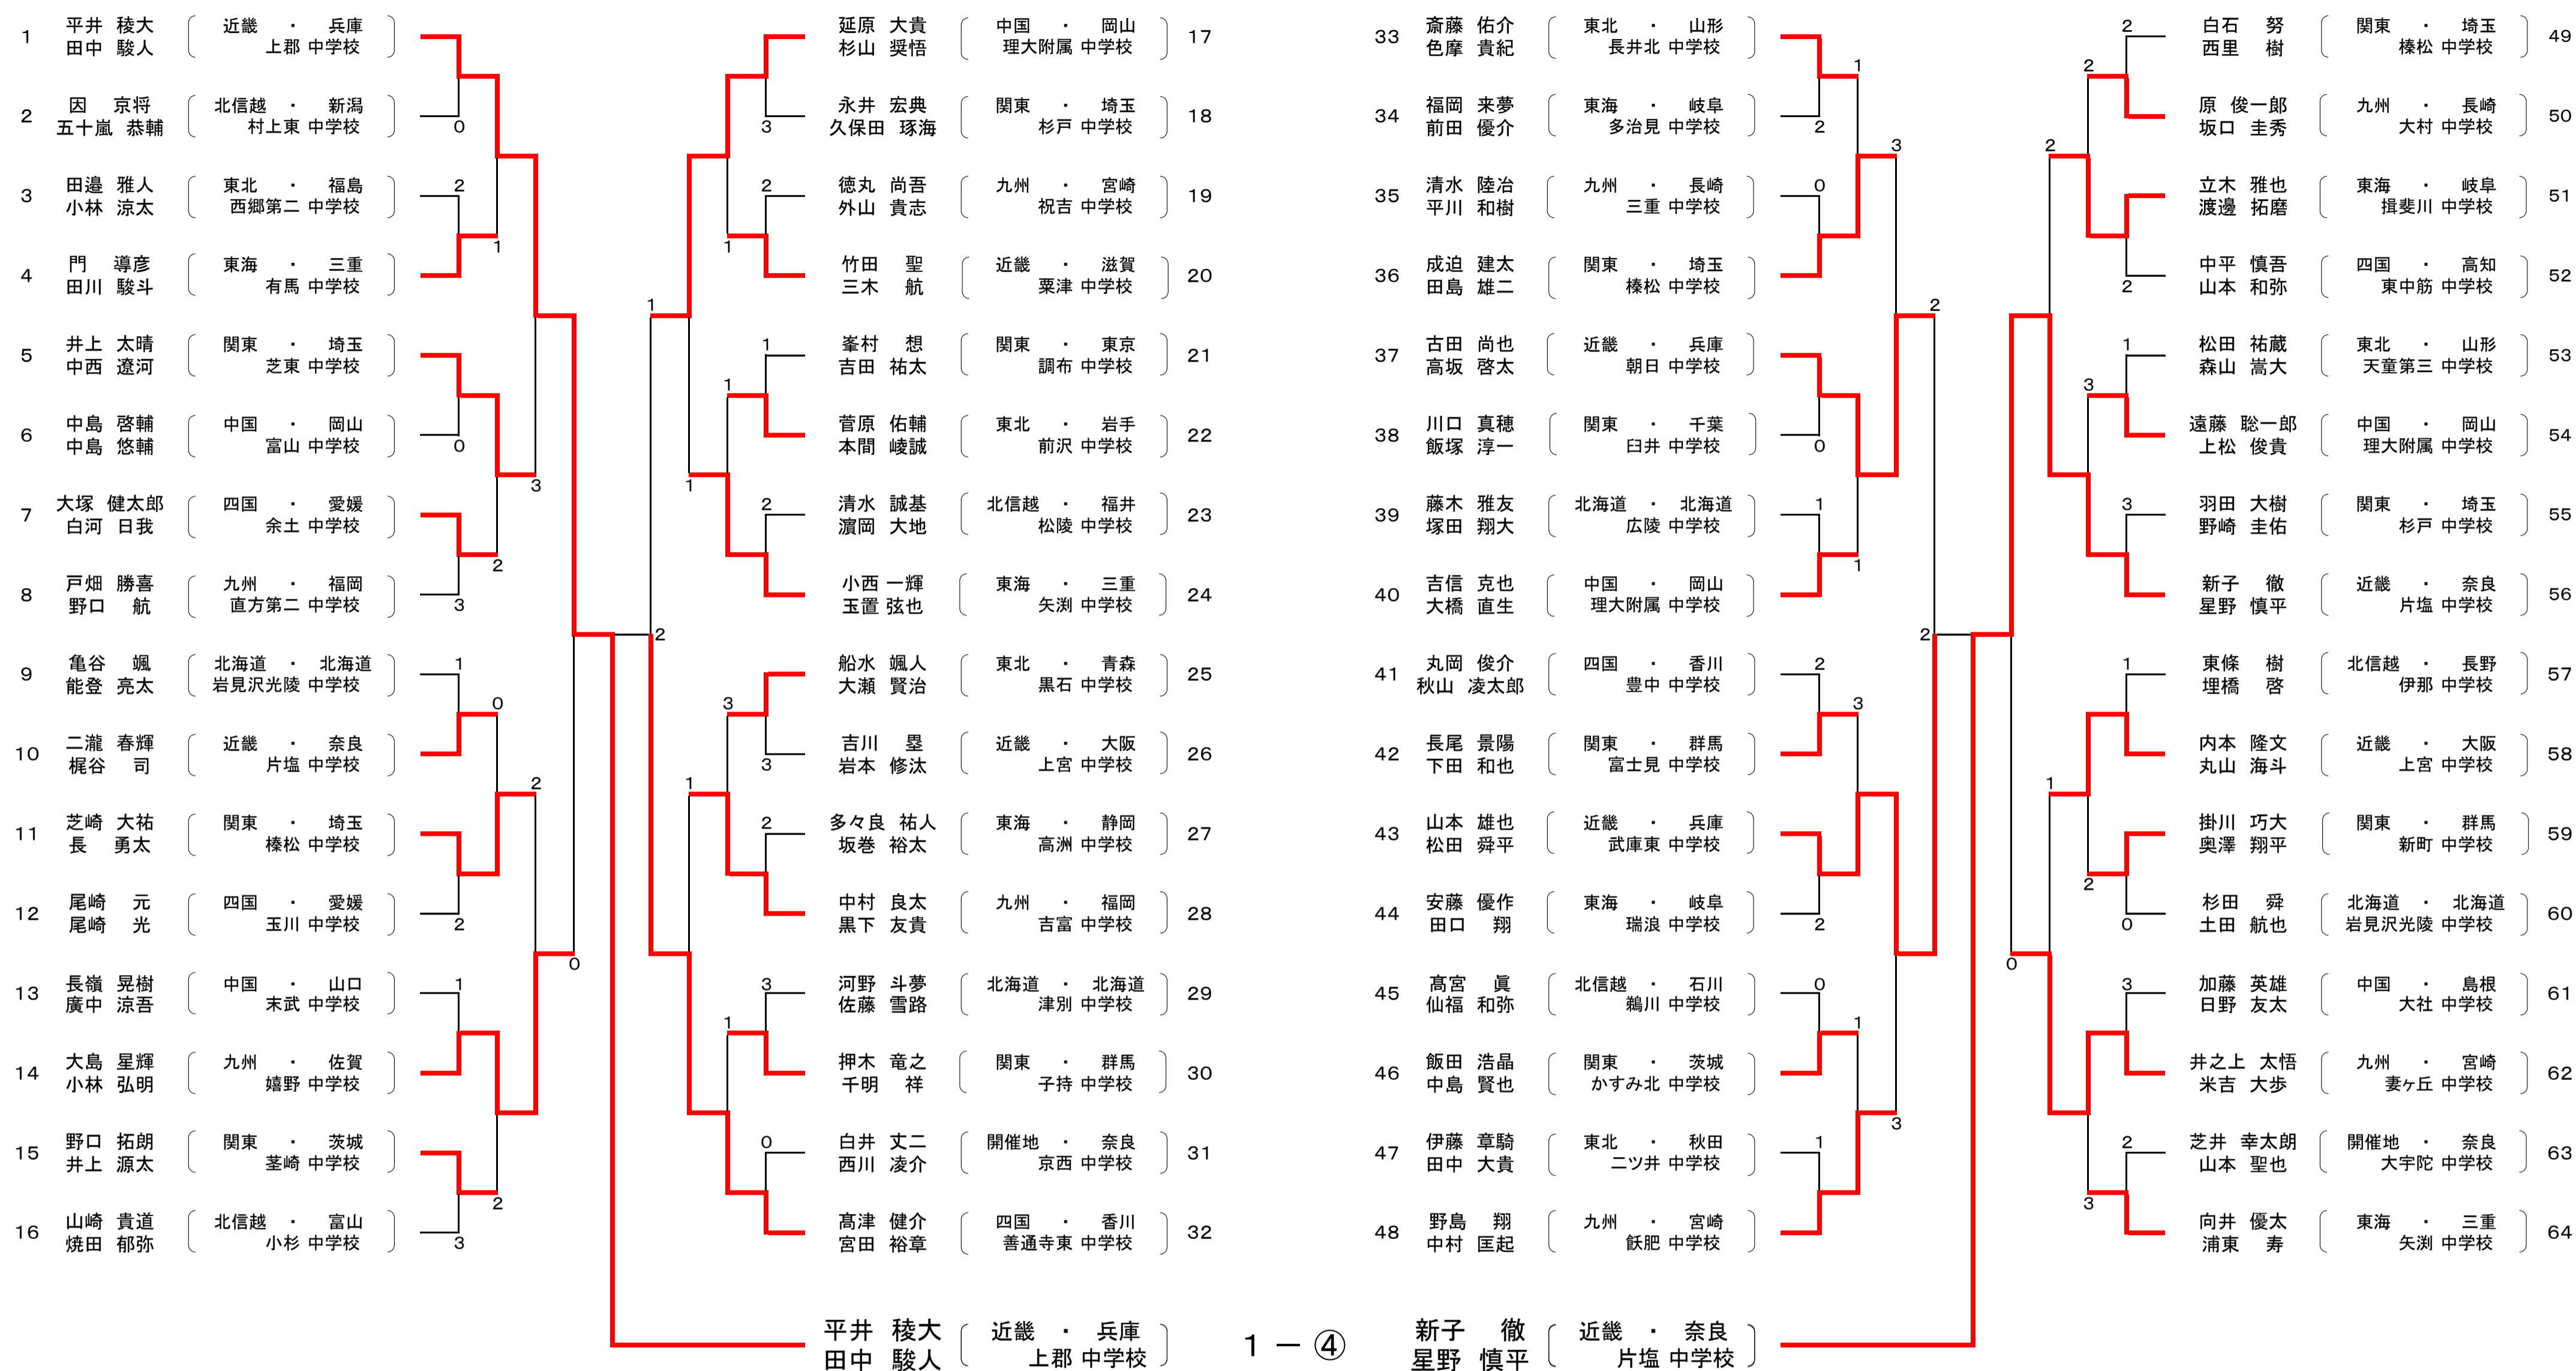 1 平井 稜大 近畿 ・ 兵庫
田中 駿人 上郡 中学校
2 因 京将 北信越 ・ 新潟
五十嵐 恭輔 村上東 中学校
0
3 田邉 雅人 東北 ・ 福島
小林 涼太 西郷第二 中学校
2
1
4 門 導彦 東海 ・ 三重
田川 駿斗 有馬 中学校
5 井上 太晴 関東 ・ 埼玉
中西 遼河 芝東 中学校
6 中島 啓輔 中国 ・ 岡山
中島 悠輔 富山 中学校
0
3
7 大塚 健太郎 四国 ・ 愛媛
白河 日我 余土 中学校
2
8 戸畑 勝喜 九州 ・ 福岡
野口 航 直方第二 中学校
3
9 亀谷 颯 北海道 ・ 北海道
能登 亮太 岩見沢光陵 中学校
1
0
10 二瀧 春輝 近畿 ・ 奈良
梶谷 司 片塩 中学校
2
11 芝崎 大祐 関東 ・ 埼玉
長 勇太 榛松 中学校
12 尾崎 元 四国 ・ 愛媛
尾崎 光 玉川 中学校
2
0
13 長嶺 晃樹 中国 ・ 山口
廣中 涼吾 末武 中学校
1
14 大島 星輝 九州 ・ 佐賀
小林 弘明 嬉野 中学校
15 野口 拓朗 関東 ・ 茨城
井上 源太 茎崎 中学校
2
16 山崎 貴道 北信越 ・ 富山
焼田 郁弥 小杉 中学校
3
延原 大貴 中国 ・ 岡山 17
杉山 奨悟 理大附属 中学校
永井 宏典 関東 ・ 埼玉 18
久保田 琢海 杉戸 中学校
3
徳丸 尚吾 九州 ・ 宮崎 19
外山 貴志 祝吉 中学校
2
1
竹田 聖 近畿 ・ 滋賀 20
三木 航 粟津 中学校
1
峯村 想 関東 ・ 東京 21
吉田 祐太 調布 中学校
1
1
菅原 佑輔 東北 ・ 岩手 22
本間 崚誠 前沢 中学校
1
清水 誠基 北信越 ・ 福井 23
濵岡 大地 松陵 中学校
2
小西 一輝 東海 ・ 三重 24
玉置 弦也 矢渕 中学校
2
船水 颯人 東北 ・ 青森 25
大瀬 賢治 黒石 中学校
3
吉川 塁 近畿 ・ 大阪 26
岩本 修汰 上宮 中学校
3
1
多々良 祐人 東海 ・ 静岡 27
坂巻 裕太 高洲 中学校
2
中村 良太 九州 ・ 福岡 28
黒下 友貴 吉富 中学校
河野 斗夢 北海道 ・ 北海道 29
佐藤 雪路 津別 中学校
3
1
押木 竜之 関東 ・ 群馬 30
千明 祥 子持 中学校
白井 丈二 開催地 ・ 奈良 31
西川 凌介 京西 中学校
0
髙津 健介 四国 ・ 香川 32
宮田 裕章 善通寺東 中学校
33 斎藤 佑介 東北 ・ 山形
色摩 貴紀 長井北 中学校
1
34 福岡 来夢 東海 ・ 岐阜
前田 優介 多治見 中学校
2
3
35 清水 陸冶 九州 ・ 長崎
平川 和樹 三重 中学校
0
36 成迫 建太 関東 ・ 埼玉
田島 雄二 榛松 中学校
2
37 古田 尚也 近畿 ・ 兵庫
高坂 啓太 朝日 中学校
38 川口 真穂 関東 ・ 千葉
飯塚 淳一 臼井 中学校
0
39 藤木 雅友 北海道 ・ 北海道
塚田 翔大 広陵 中学校
1
1
40 吉信 克也 中国 ・ 岡山
大橋 直生 理大附属 中学校
2
41 丸岡 俊介 四国 ・ 香川
秋山 凌太郎 豊中 中学校
2
3
42 長尾 景陽 関東 ・ 群馬
下田 和也 富士見 中学校
43 山本 雄也 近畿 ・ 兵庫
松田 舜平 武庫東 中学校
44 安藤 優作 東海 ・ 岐阜
田口 翔 瑞浪 中学校
2
45 髙宮 眞 北信越 ・ 石川
仙福 和弥 鵜川 中学校
0
1
46 飯田 浩晶 関東 ・ 茨城
中島 賢也 かすみ北 中学校
3
47 伊藤 章騎 東北 ・ 秋田
田中 大貴 二ツ井 中学校
1
48 野島 翔 九州 ・ 宮崎
中村 匡起 飫肥 中学校
白石 努 関東 ・ 埼玉 49
西里 樹 榛松 中学校
2
2
原 俊一郎 九州 ・ 長崎 50
坂口 圭秀 大村 中学校
2
立木 雅也 東海 ・ 岐阜 51
渡邊 拓磨 揖斐川 中学校
中平 慎吾 四国 ・ 高知 52
山本 和弥 東中筋 中学校
2
松田 祐蔵 東北 ・ 山形 53
森山 嵩大 天童第三 中学校
1
3
遠藤 聡一郎 中国 ・ 岡山 54
上松 俊貴 理大附属 中学校
羽田 大樹 関東 ・ 埼玉 55
野崎 圭佑 杉戸 中学校
3
新子 徹 近畿 ・ 奈良 56
星野 慎平 片塩 中学校
東條 樹 北信越 ・ 長野 57
埋橋 啓 伊那 中学校
1
内本 隆文 近畿 ・ 大阪 58
丸山 海斗 上宮 中学校
1
掛川 巧大 関東 ・ 群馬 59
奥澤 翔平 新町 中学校
2
杉田 舜 北海道 ・ 北海道 60
土田 航也 岩見沢光陵 中学校
0
0
加藤 英雄 中国 ・ 島根 61
日野 友太 大社 中学校
3
井之上 太悟 九州 ・ 宮崎 62
米吉 大歩 妻ヶ丘 中学校
芝井 幸太朗 開催地 ・ 奈良 63
山本 聖也 大宇陀 中学校
2
3
向井 優太 東海 ・ 三重 64
浦東 寿 矢渕 中学校
平井 稜大 近畿 ・ 兵庫 1 － ④ 新子 徹 近畿 ・ 奈良
田中 駿人 上郡 中学校 星野 慎平 片塩 中学校